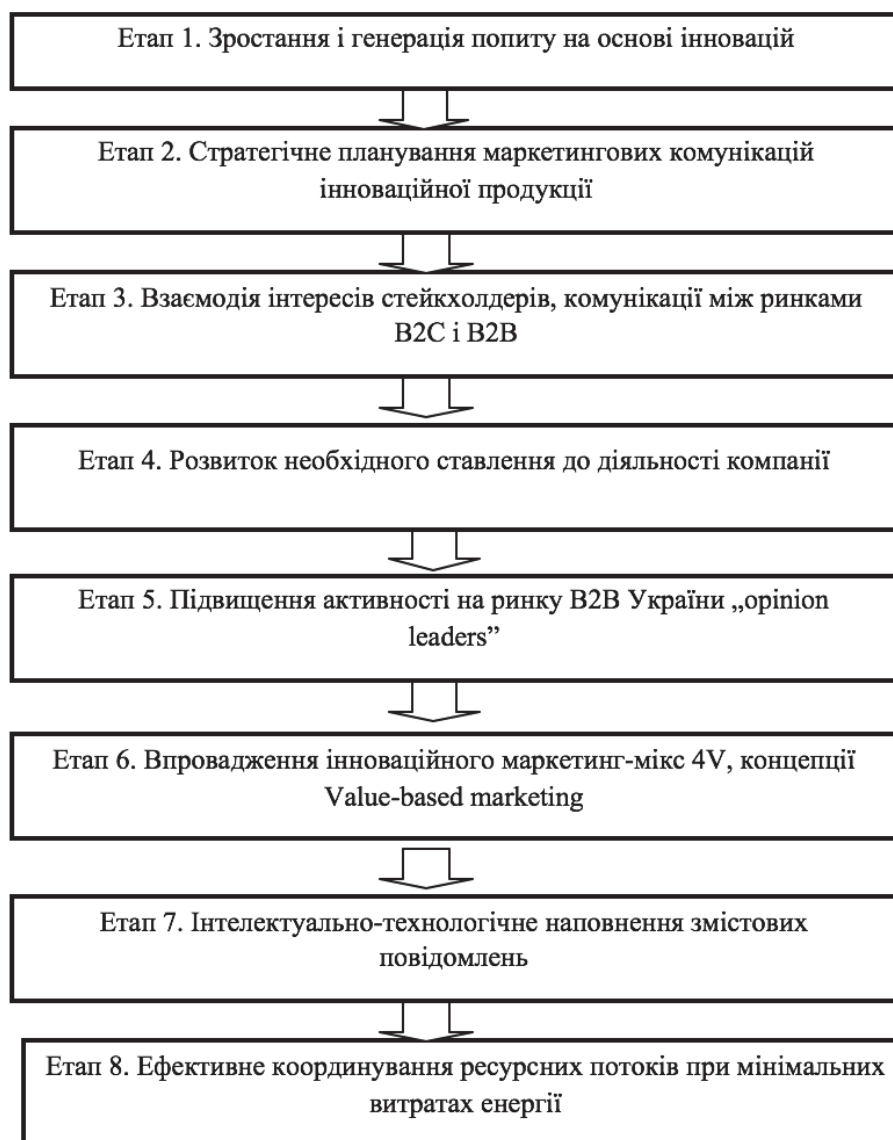 Етап 1. Зростання і генерація попиту на основі інновацій
Етап 2. Стратегічне планування маркетингових комунікацій
інноваційної продукції
Етап 3. Взаємодія інтересів стейкхолдерів, комунікації між ринками
B2C і B2B
Етап 4. Розвиток необхідного ставлення до діяльності компанії
Етап 5. Підвищення активності на ринку B2B України „opinion
leaders”
Етап 6. Впровадження інноваційного маркетинг-мікс 4V, концепції
Value-based marketing
Етап 7. Інтелектуально-технологічне наповнення змістових
повідомлень
Етап 8. Ефективне координування ресурсних потоків при мінімальних
витратах енергії